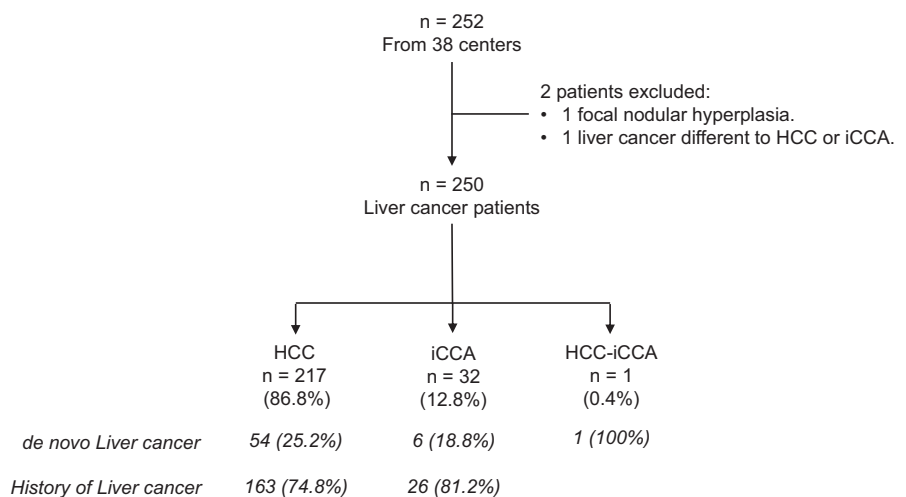 n = 252
From 38 centers
2 patients excluded:
• 1 focal nodular hyperplasia.
• 1 liver cancer different to HCC or iCCA.
n = 250
Liver cancer patients
HCC iCCA HCC-iCCA
n = 217 n = 32 n = 1
(86.8%) (12.8%) (0.4%)
de novo Liver cancer 54 (25.2%) 6 (18.8%) 1 (100%)
History of Liver cancer 163 (74.8%) 26 (81.2%)